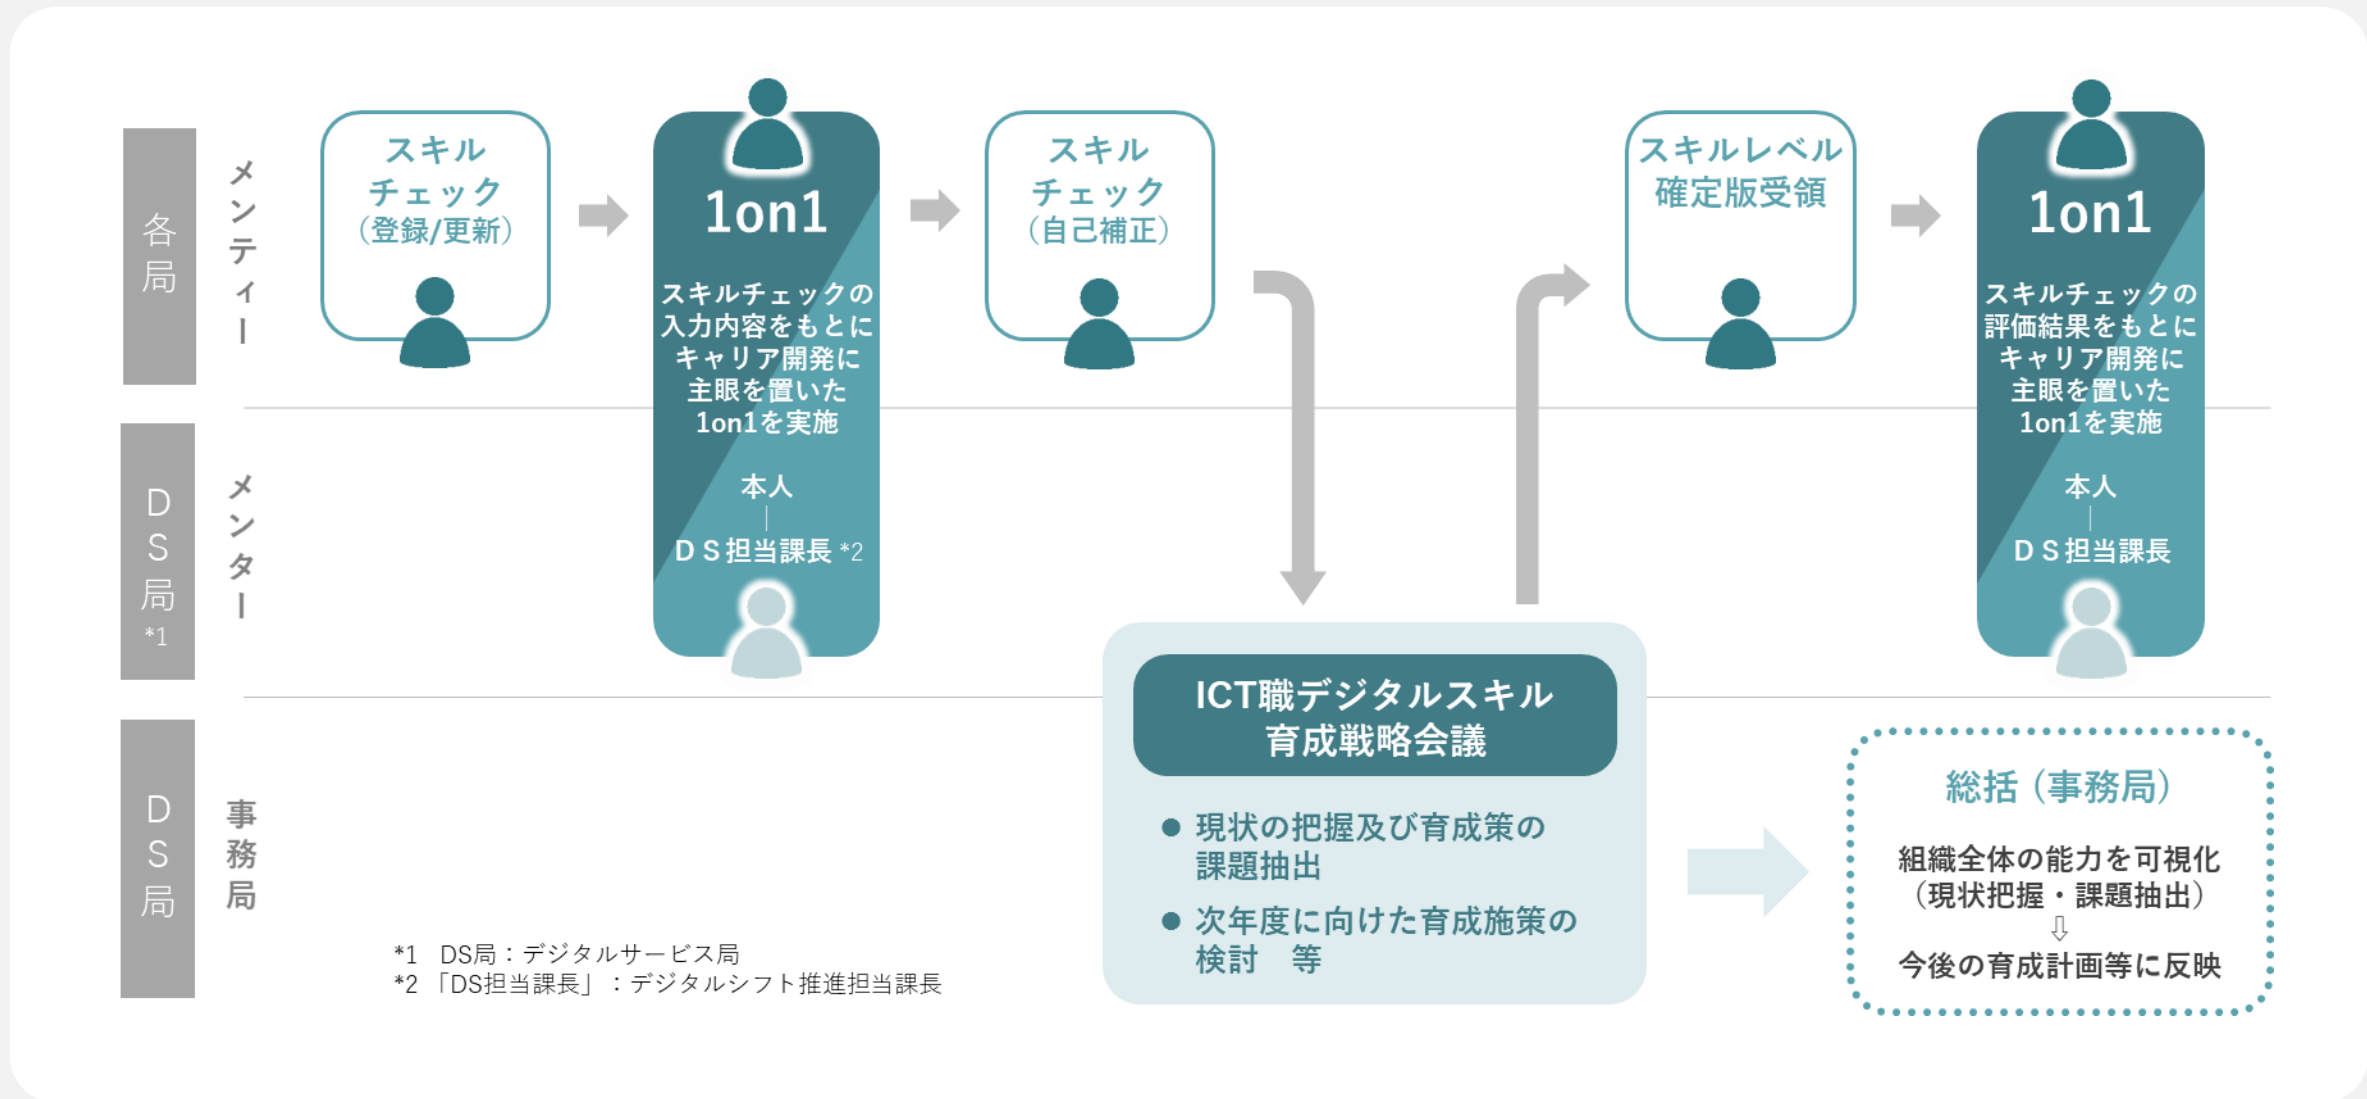 各局
メンティー
スキル
チェック
（登録/更新）
1on1
スキルチェックの
入力内容をもとに
キャリア開発に
主眼を置いた
1on1を実施
本人
ＤＳ担当課長 *2
スキル
チェック
（自己補正）
スキルレベル
確定版受領
1on1
スキルチェックの
評価結果をもとに
キャリア開発に
主眼を置いた
1on1を実施
本人
ＤＳ担当課長
ＤＳ局
*1
メンター
ＤＳ局
事務局
ICT職デジタルスキル
育成戦略会議
● 現状の把握及び育成策の
課題抽出
● 次年度に向けた育成施策の
検討　等
総括（事務局）
組織全体の能力を可視化
（現状把握・課題抽出）
⇩
今後の育成計画等に反映
*1　DS局：デジタルサービス局
*2 「DS担当課長」：デジタルシフト推進担当課長